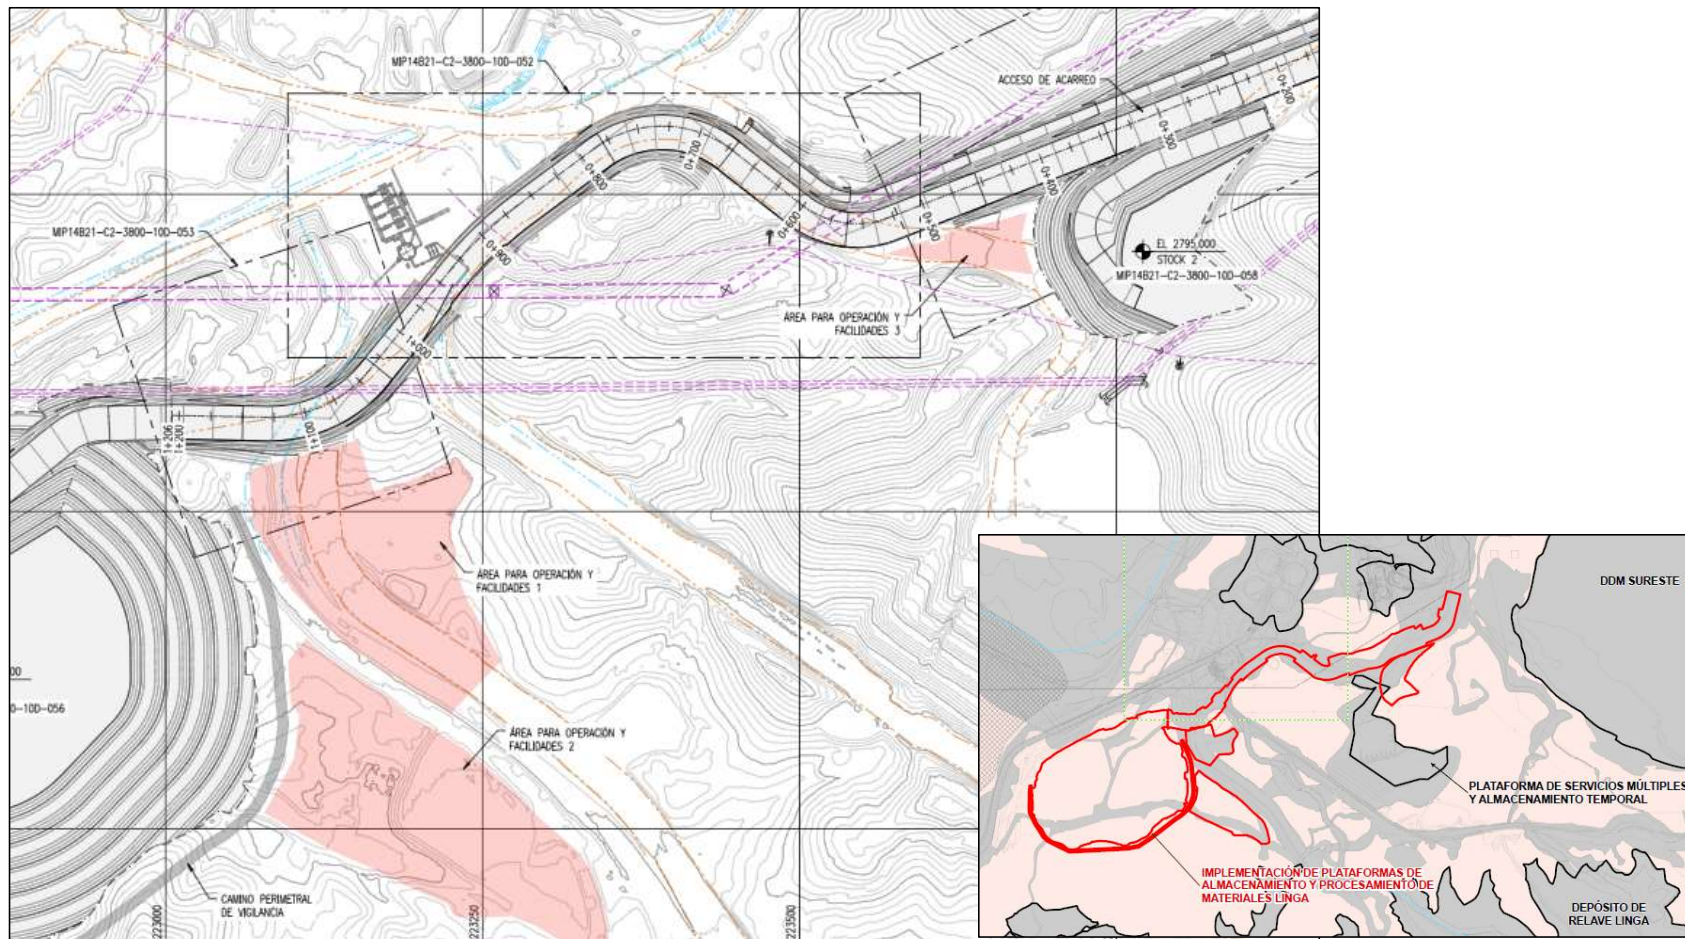 MIP14B21-C2-3800-10D-052
ACCESO DE ACARREO
0+200
0+300
0+400
0+500
0+600
0+700
0+800
0+900
1+000
1+100
1+200
1+206
MIP14B21-C2-3800-10D-053
EL 2795,000
STOCK 2
MIP14B21-C2-3800-10D-058
ÁREA PARA OPERACIÓN Y
FACILIDADES 3
ÁREA PARA OPERACIÓN Y
FACILIDADES 1
ÁREA PARA OPERACIÓN Y
FACILIDADES 2
00
0-10D-056
CAMINO PERIMETRAL
DE VIGILANCIA
223000
223250
223500
DDM SURESTE
PLATAFORMA DE SERVICIOS MÚLTIPLES
Y ALMACENAMIENTO TEMPORAL
IMPLEMENTACIÓN DE PLATAFORMAS DE
ALMACENAMIENTO Y PROCESAMIENTO DE
MATERIALES LINGA
DEPÓSITO DE
RELAVE LINGA